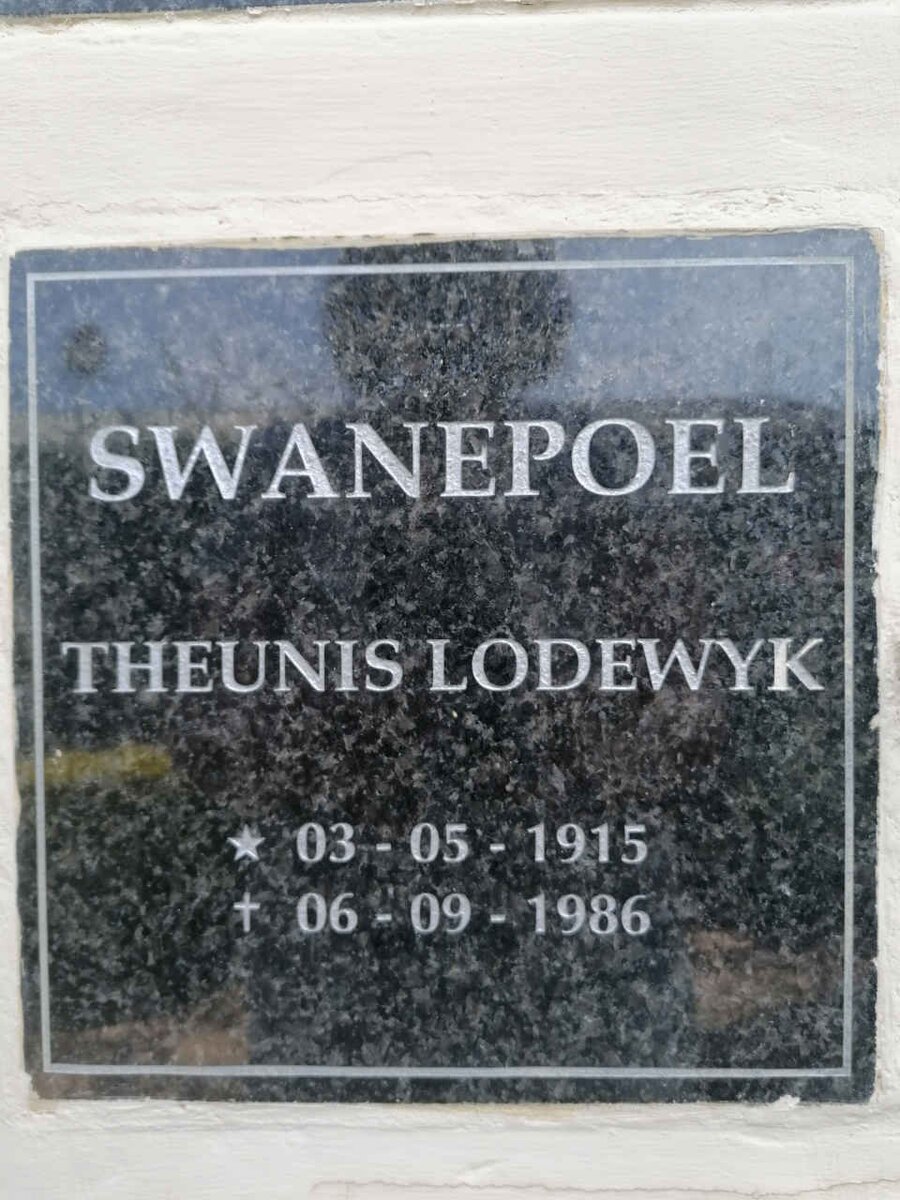 SWANEPOEL
THEUNIS LODEWYK
★ 03 - 05 - 1915
✝ 06 - 09 - 1986